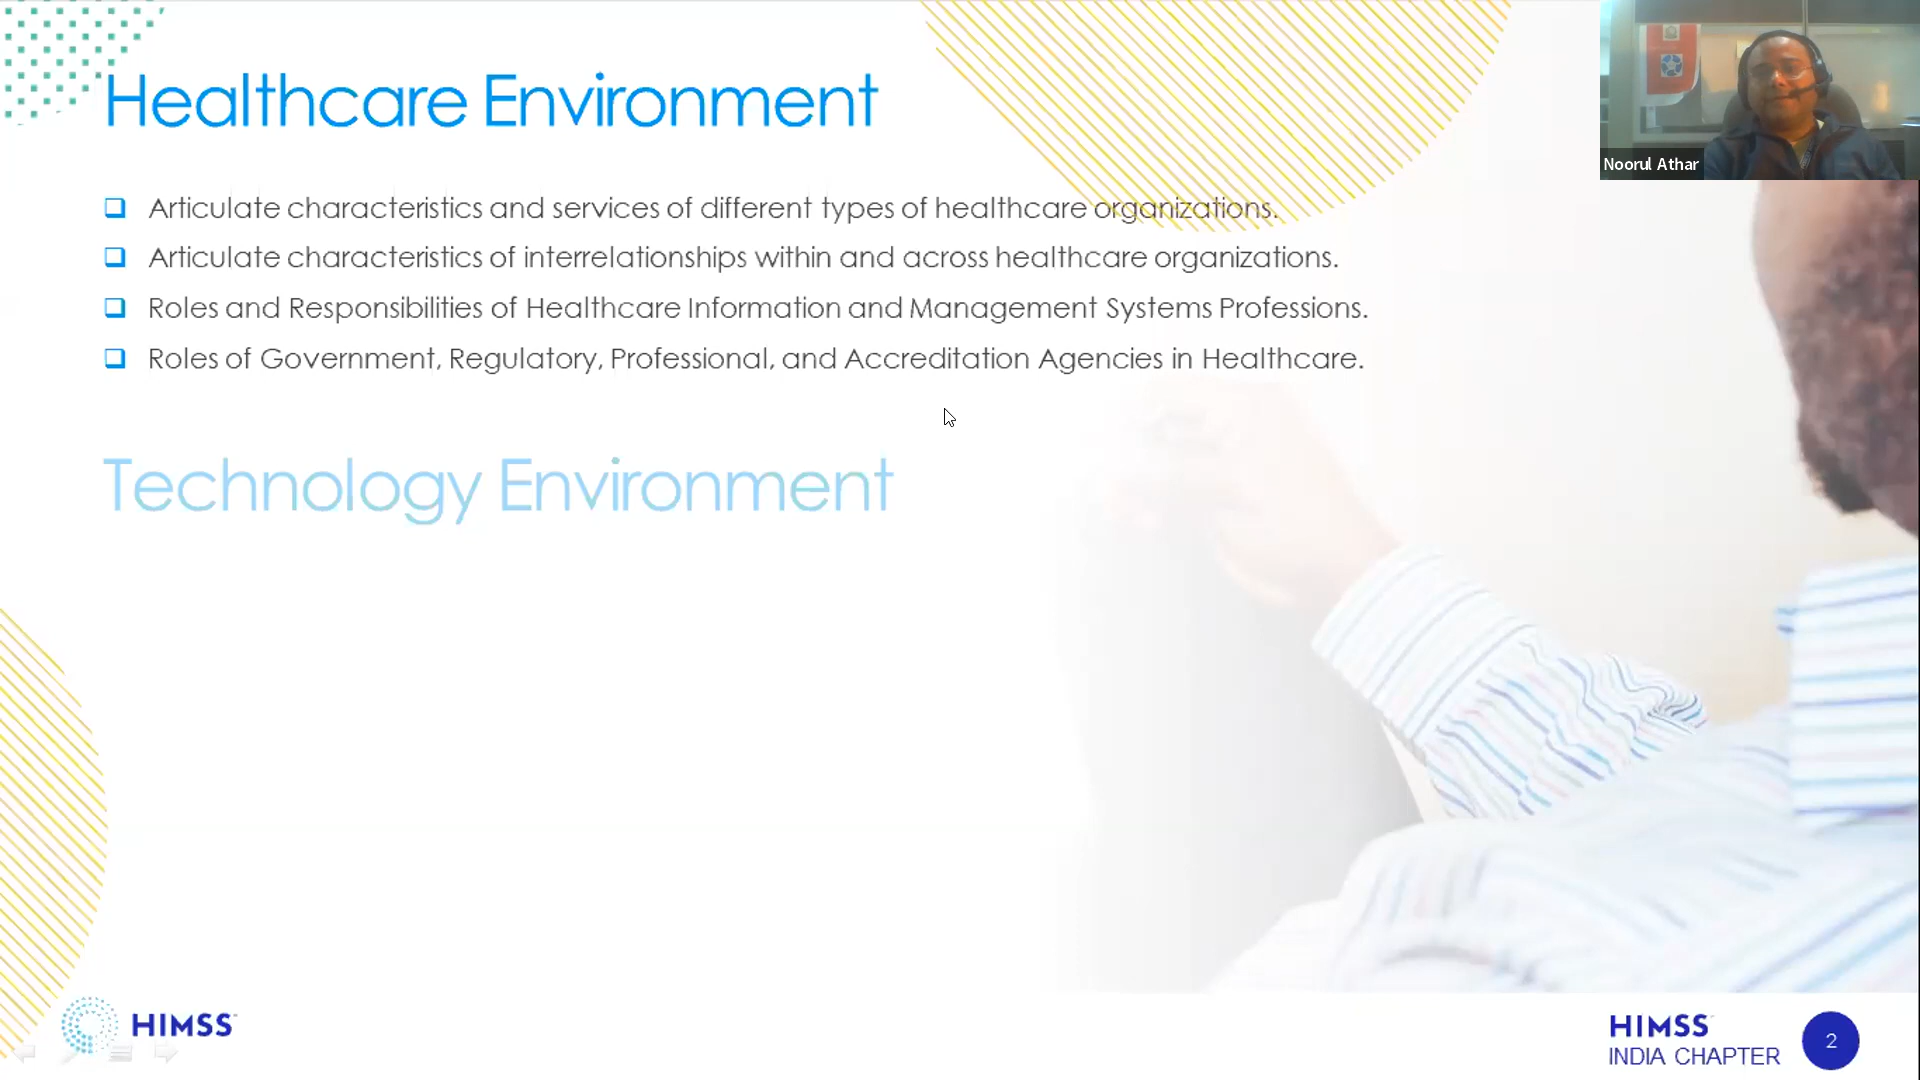 Healthcare Environment
Noorul Athar
Articulate characteristics and services of different types of healthcare organizations.
Articulate characteristics of interrelationships within and across healthcare organizations.
Roles and Responsibilities of Healthcare Information and Management Systems Professions.
Roles of Government, Regulatory, Professional, and Accreditation Agencies in Healthcare.
Technology Environment
HIMSS
HIMSS
INDIA CHAPTER
2